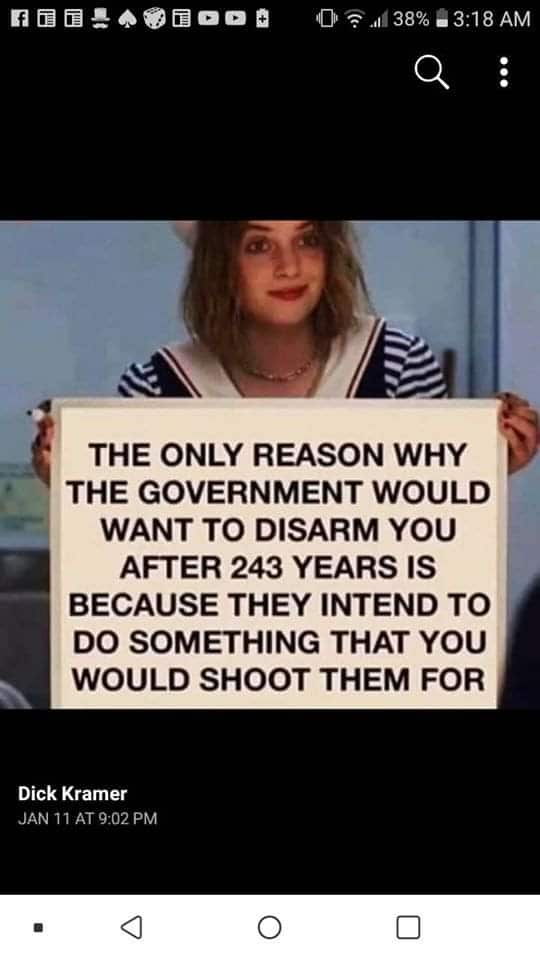 38% 3:18 AM
THE ONLY REASON WHY
THE GOVERNMENT WOULD
WANT TO DISARM YOU
AFTER 243 YEARS IS
BECAUSE THEY INTEND TO
DO SOMETHING THAT YOU
WOULD SHOOT THEM FOR
Dick Kramer
JAN 11 AT 9:02 PM